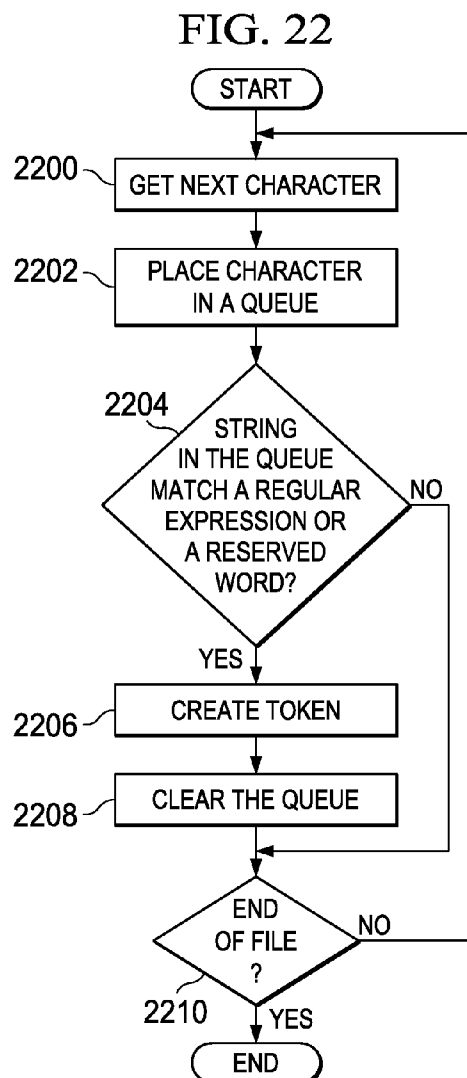 FIG. 22
START
2200
GET NEXT CHARACTER
2202
PLACE CHARACTER
IN A QUEUE
2204
STRING
IN THE QUEUE
MATCH A REGULAR
EXPRESSION OR
A RESERVED
WORD?
NO
YES
2206
CREATE TOKEN
2208
CLEAR THE QUEUE
END
OF FILE
?
NO
2210
YES
END